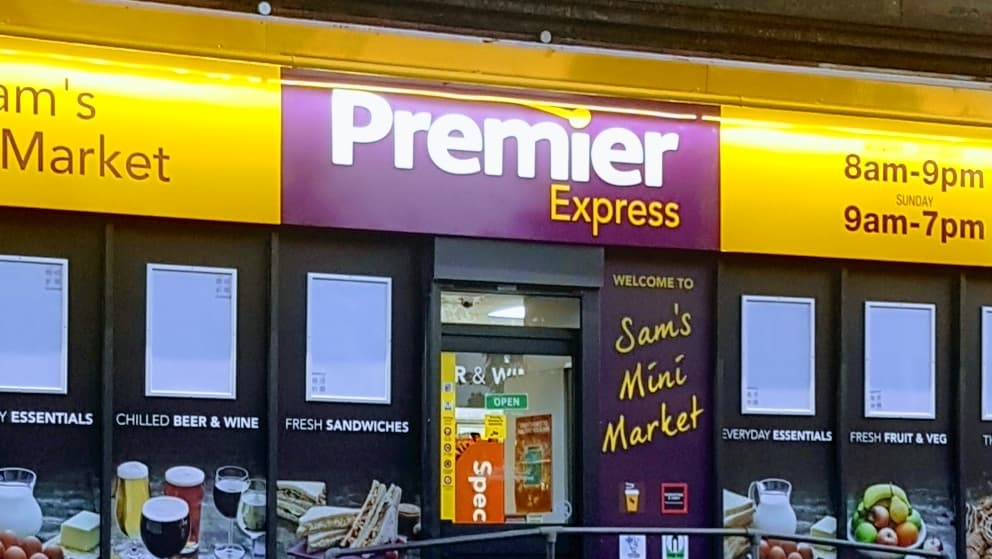 am's
Market
Premier
Express
8am-9pm
SUNDAY
9am-7pm
WELCOME TO
Sam's
Mini
Market
Y ESSENTIALS
CHILLED BEER & WINE
FRESH SANDWICHES
R & W
OPEN
Spec
EVERYDAY ESSENTIALS
FRESH FRUIT & VEG